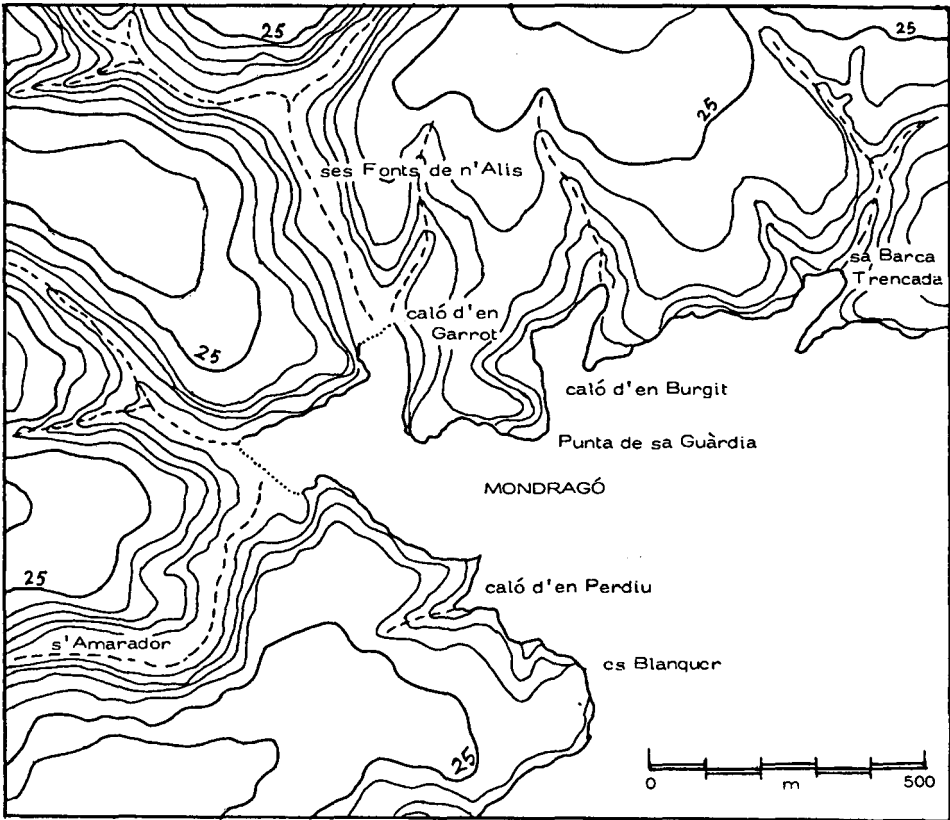 25
25
25
ses Fonts de n'Alis
sa Barca
Trencada
caló d'en
Garrot
25
caló d'en Burgit
Punta de sa Guàrdia
MONDRAGÓ
25
caló d'en Perdiu
s'Amarador
es Blanquer
25
0
m
500